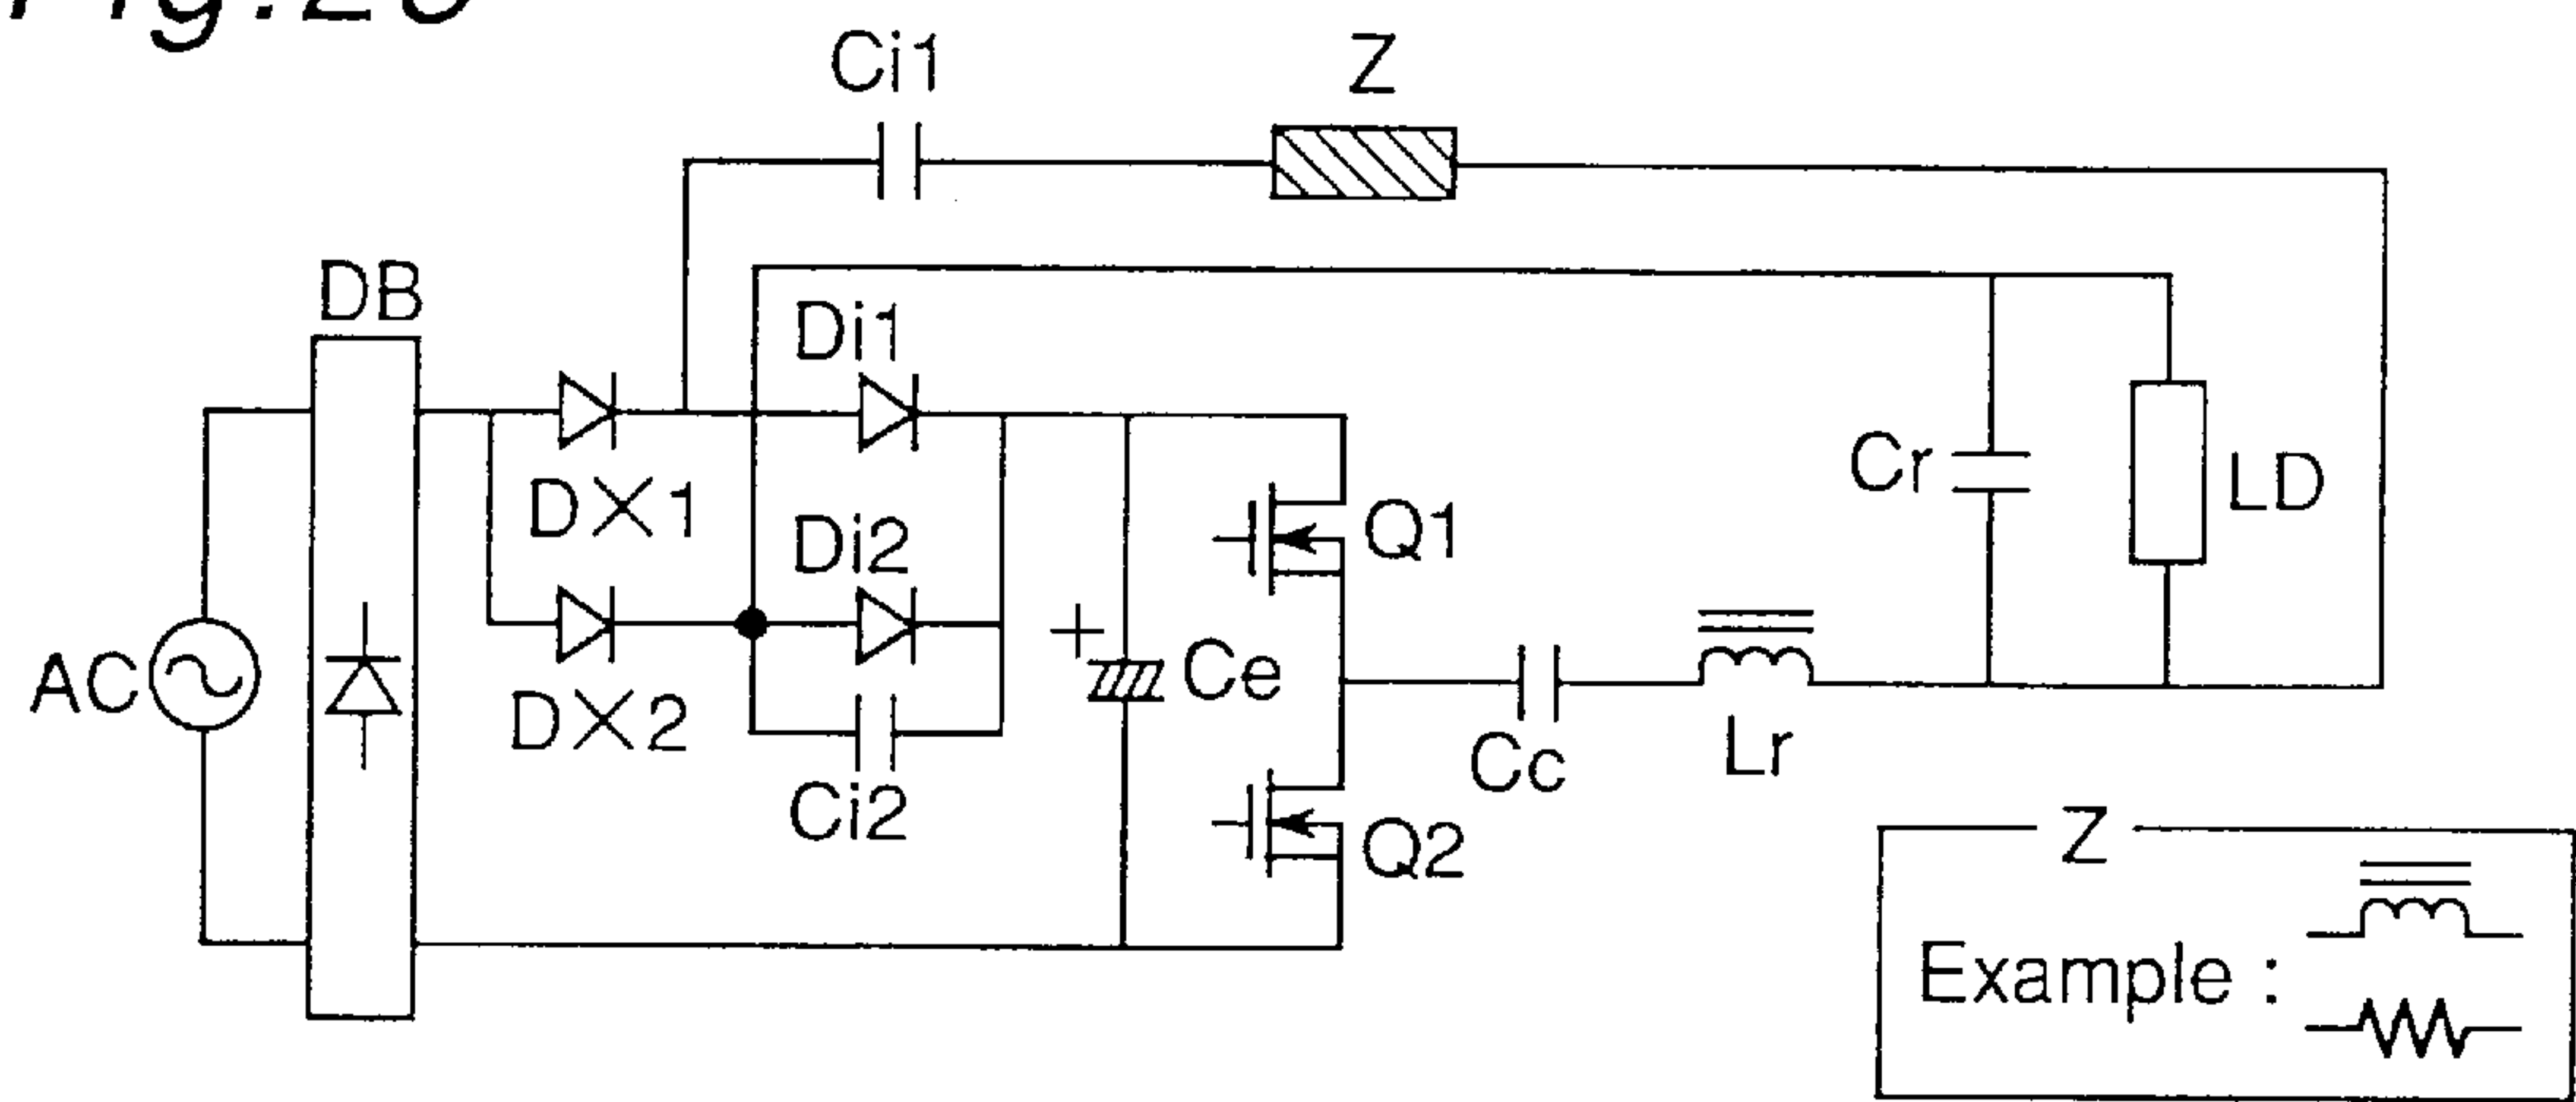 Ci1
Z
DB
Di1
DX1
Cr
LD
Q1
Di2
AC
+
Ce
DX2
Lr
Cc
Ci2
Q2
Z
Example :